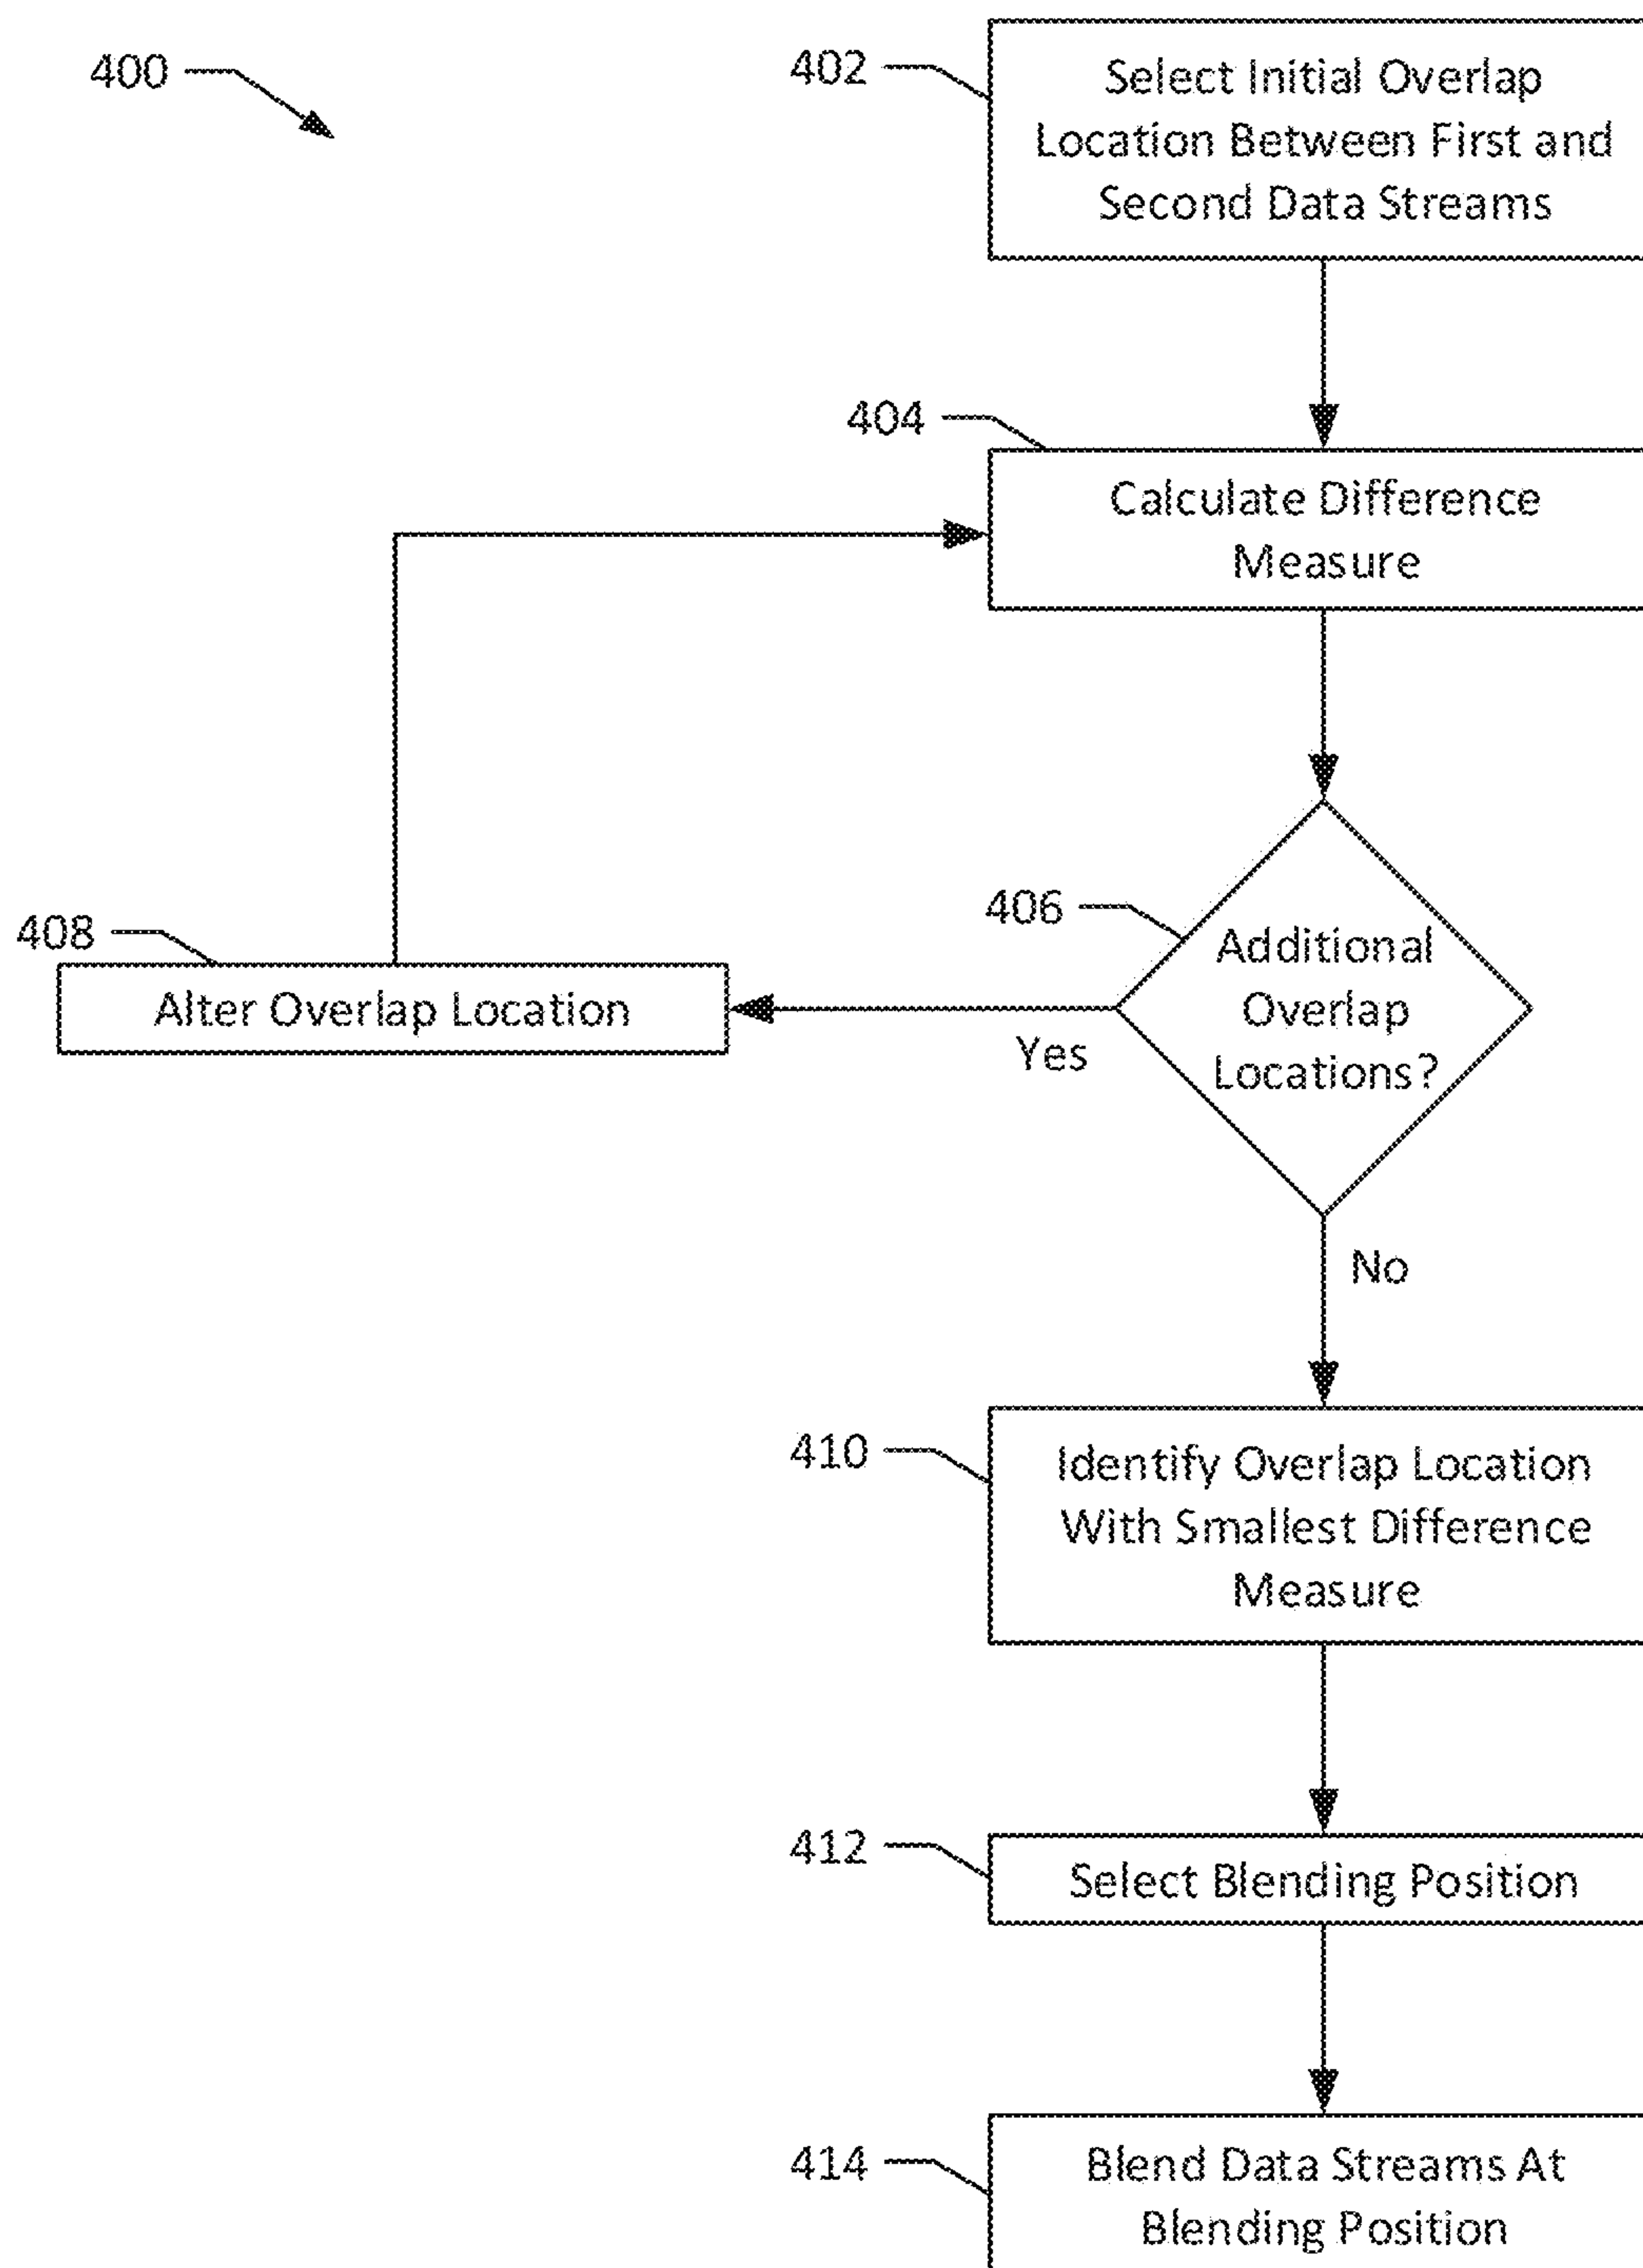 400
402
Select Initial Overlap
Location Between First and
Second Data Streams
404
Calculate Difference
Measure
406
Additional
Overlap
Locations?
408
Alter Overlap Location
Yes
No
410
Identify Overlap Location
With Smallest Difference
Measure
412
Select Blending Position
414
Blend Data Streams At
Blending Position